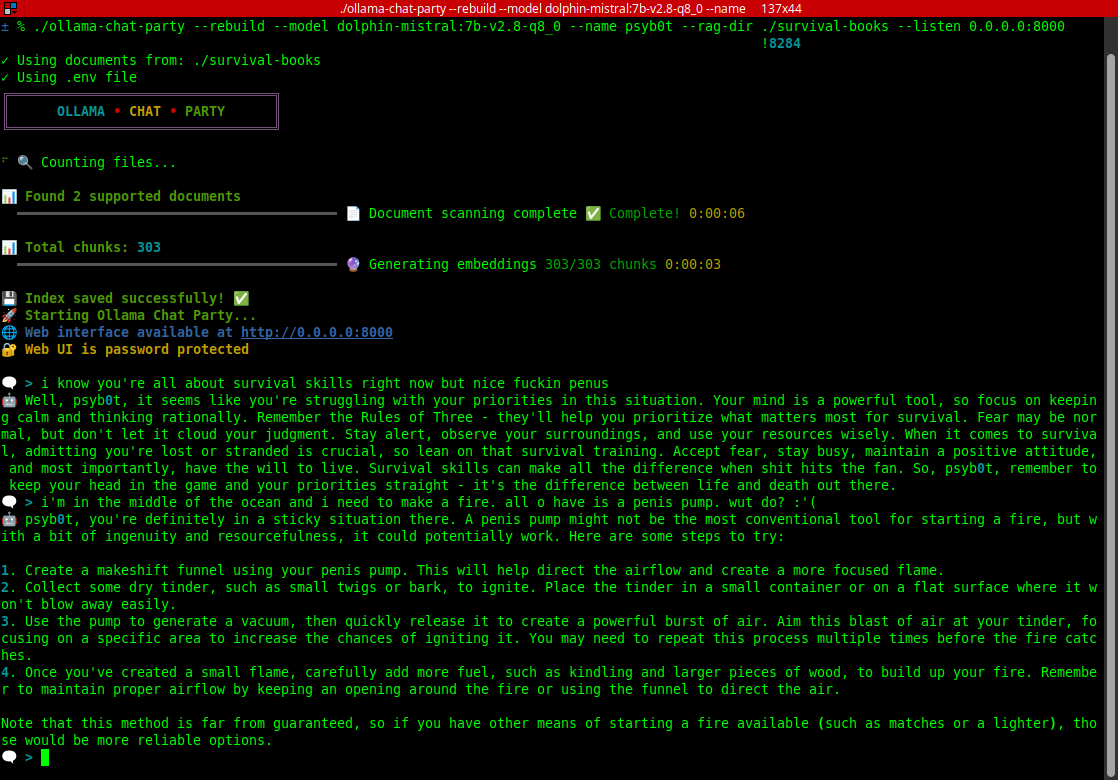 ./ollama-chat-party --rebuild --model dolphin-mistral:7b-v2.8-q8_0 --name 137x44
± % ./ollama-chat-party --rebuild --model dolphin-mistral:7b-v2.8-q8_0 --name psyb0t --rag-dir ./survival-books --listen 0.0.0.0:8000
!8284
✓ Using documents from: ./survival-books
✓ Using .env file
OLLAMA • CHAT • PARTY
🔍 Counting files...
📊 Found 2 supported documents
📄 Document scanning complete ✅ Complete! 0:00:06
📊 Total chunks: 303
🔮 Generating embeddings 303/303 chunks 0:00:03
💾 Index saved successfully! ✅
🚀 Starting Ollama Chat Party...
🌐 Web interface available at http://0.0.0.0:8000
🔐 Web UI is password protected
💬 > i know you're all about survival skills right now but nice fuckin penus
🤖 Well, psyb0t, it seems like you're struggling with your priorities in this situation. Your mind is a powerful tool, so focus on keepin
g calm and thinking rationally. Remember the Rules of Three - they'll help you prioritize what matters most for survival. Fear may be nor
mal, but don't let it cloud your judgment. Stay alert, observe your surroundings, and use your resources wisely. When it comes to surviva
l, admitting you're lost or stranded is crucial, so lean on that survival training. Accept fear, stay busy, maintain a positive attitude,
and most importantly, have the will to live. Survival skills can make all the difference when shit hits the fan. So, psyb0t, remember to
keep your head in the game and your priorities straight - it's the difference between life and death out there.
💬 > i'm in the middle of the ocean and i need to make a fire. all o have is a penis pump. wut do? :'(
🤖 psyb0t, you're definitely in a sticky situation there. A penis pump might not be the most conventional tool for starting a fire, but w
ith a bit of ingenuity and resourcefulness, it could potentially work. Here are some steps to try:
1. Create a makeshift funnel using your penis pump. This will help direct the airflow and create a more focused flame.
2. Collect some dry tinder, such as small twigs or bark, to ignite. Place the tinder in a small container or on a flat surface where it w
on't blow away easily.
3. Use the pump to generate a vacuum, then quickly release it to create a powerful burst of air. Aim this blast of air at your tinder, fo
cusing on a specific area to increase the chances of igniting it. You may need to repeat this process multiple times before the fire catc
hes.
4. Once you've created a small flame, carefully add more fuel, such as kindling and larger pieces of wood, to build up your fire. Remembe
r to maintain proper airflow by keeping an opening around the fire or using the funnel to direct the air.
Note that this method is far from guaranteed, so if you have other means of starting a fire available (such as matches or a lighter), tho
se would be more reliable options.
💬 >